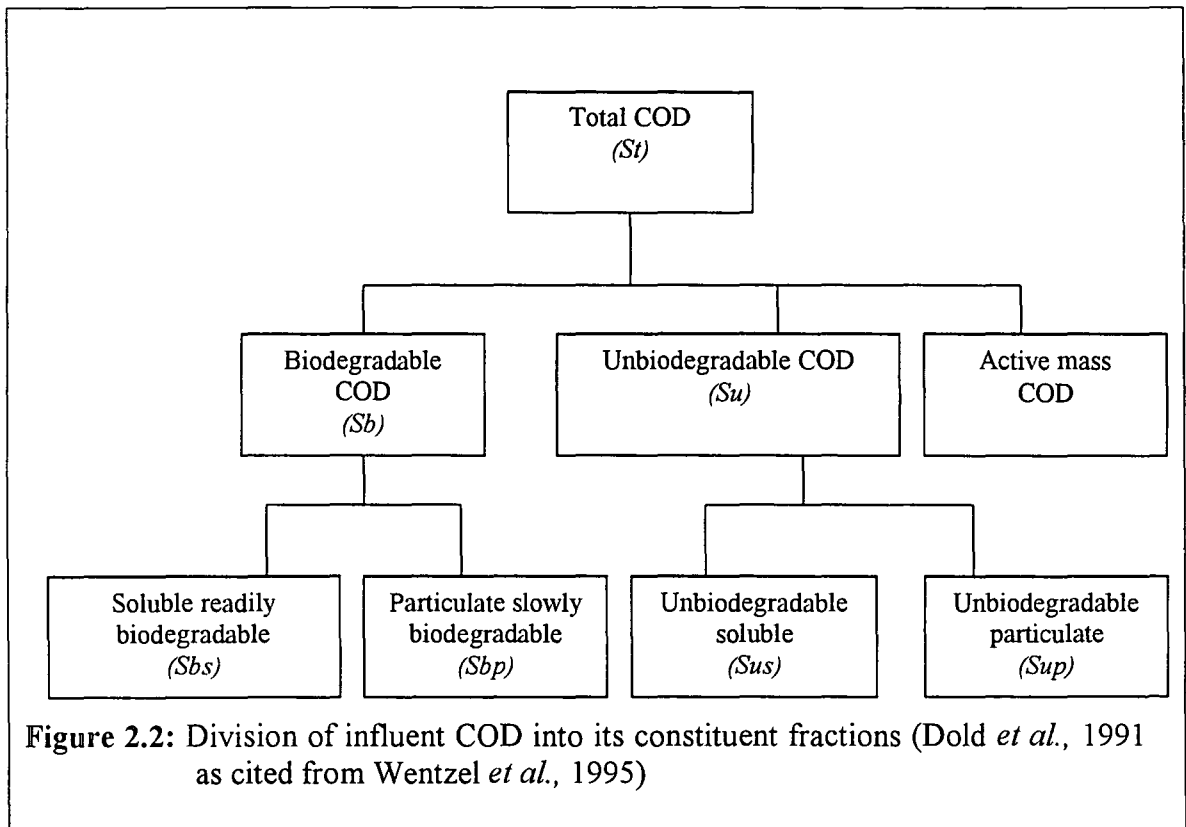 Total COD
(St)
Biodegradable
COD
(Sb)
Unbiodegradable COD
(Su)
Active mass
COD
Soluble readily
biodegradable
(Sbs)
Particulate slowly
biodegradable
(Sbp)
Unbiodegradable
soluble
(Sus)
Unbiodegradable
particulate
(Sup)
Figure 2.2: Division of influent COD into its constituent fractions (Dold et al., 1991
as cited from Wentzel et al., 1995)